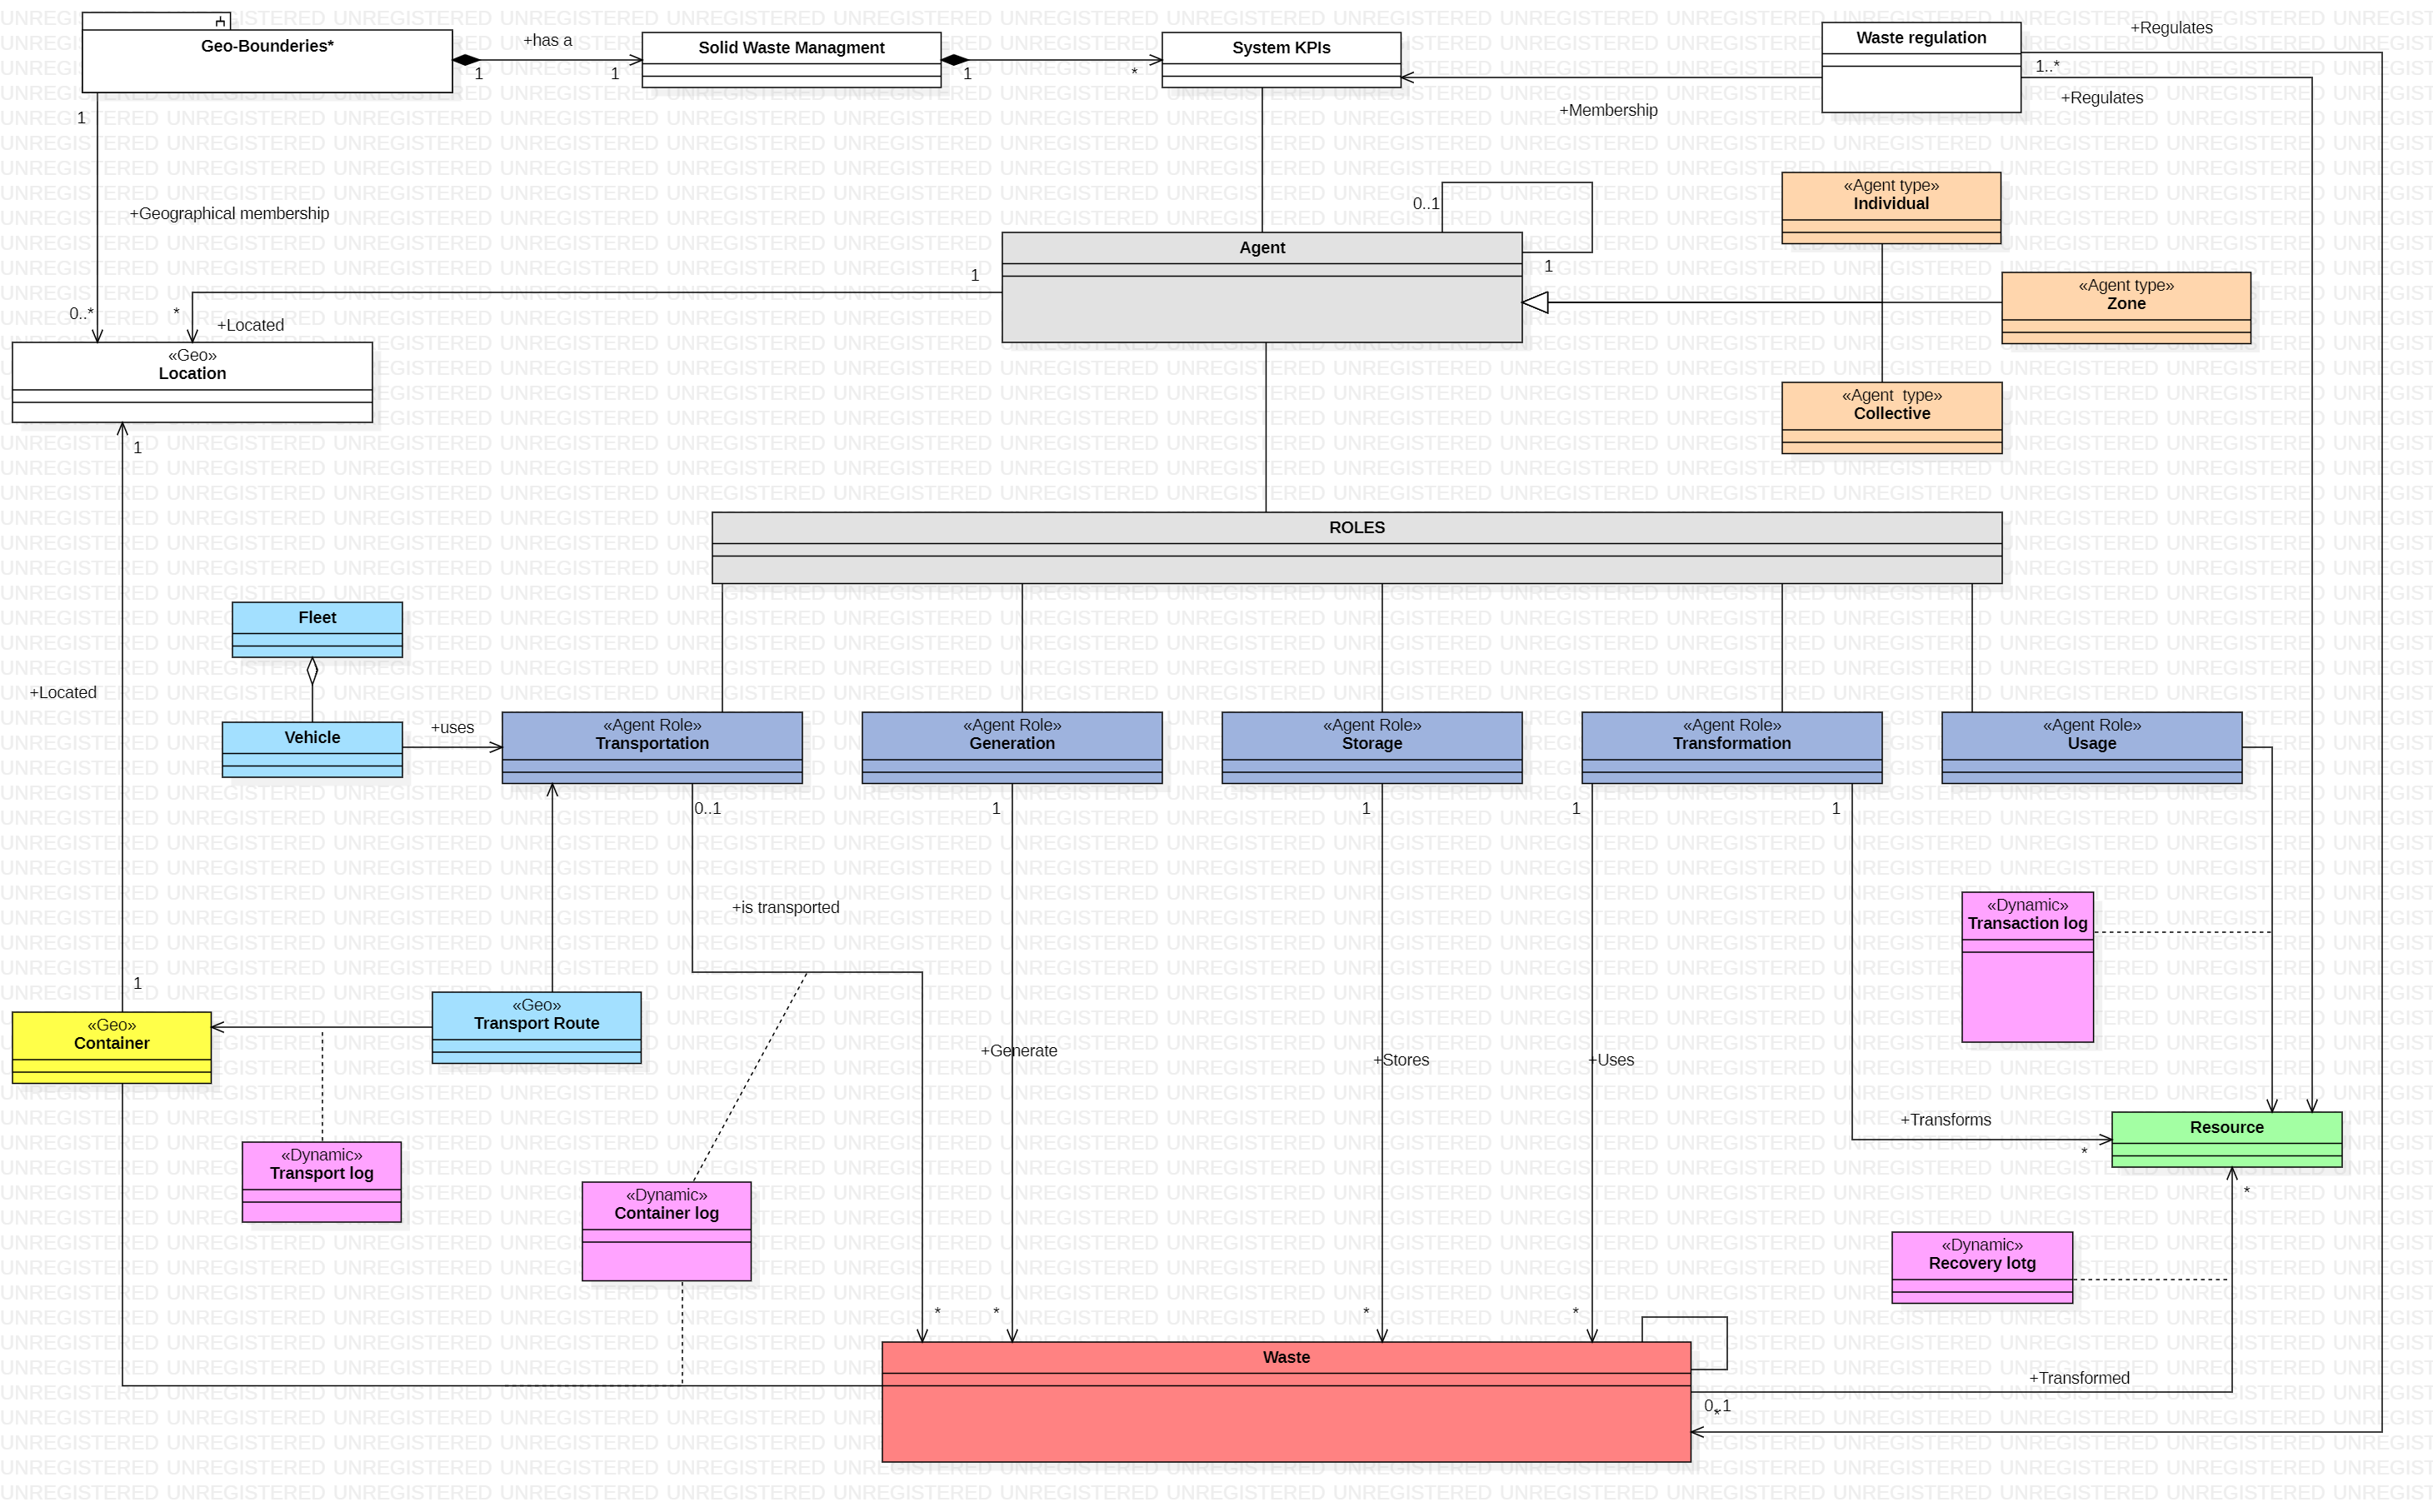 Geo-Bounderies*
+has a
1
1
Solid Waste Managment
1
*
System KPIs
Waste regulation
+Regulates
1..*
+Regulates
+Membership
1
+Geographical membership
0..*
*
+Located
1
0..1
1
Agent
«Agent type»
Individual
«Agent type»
Zone
«Agent  type»
Collective
«Geo»
Location
1
ROLES
Fleet
+Located
Vehicle
+uses
«Agent Role»
Transportation
«Agent Role»
Generation
«Agent Role»
Storage
«Agent Role»
Transformation
«Agent Role»
Usage
0..1
1
1
1
1
+is transported
«Dynamic»
Transaction log
1
«Geo»
Container
«Geo»
Transport Route
+Generate
+Stores
+Uses
+Transforms
*
Resource
*
«Dynamic»
Transport log
«Dynamic»
Container log
«Dynamic»
Recovery lotg
*
*
*
*
Waste
+Transformed
0..1
*
UNREGISTERED